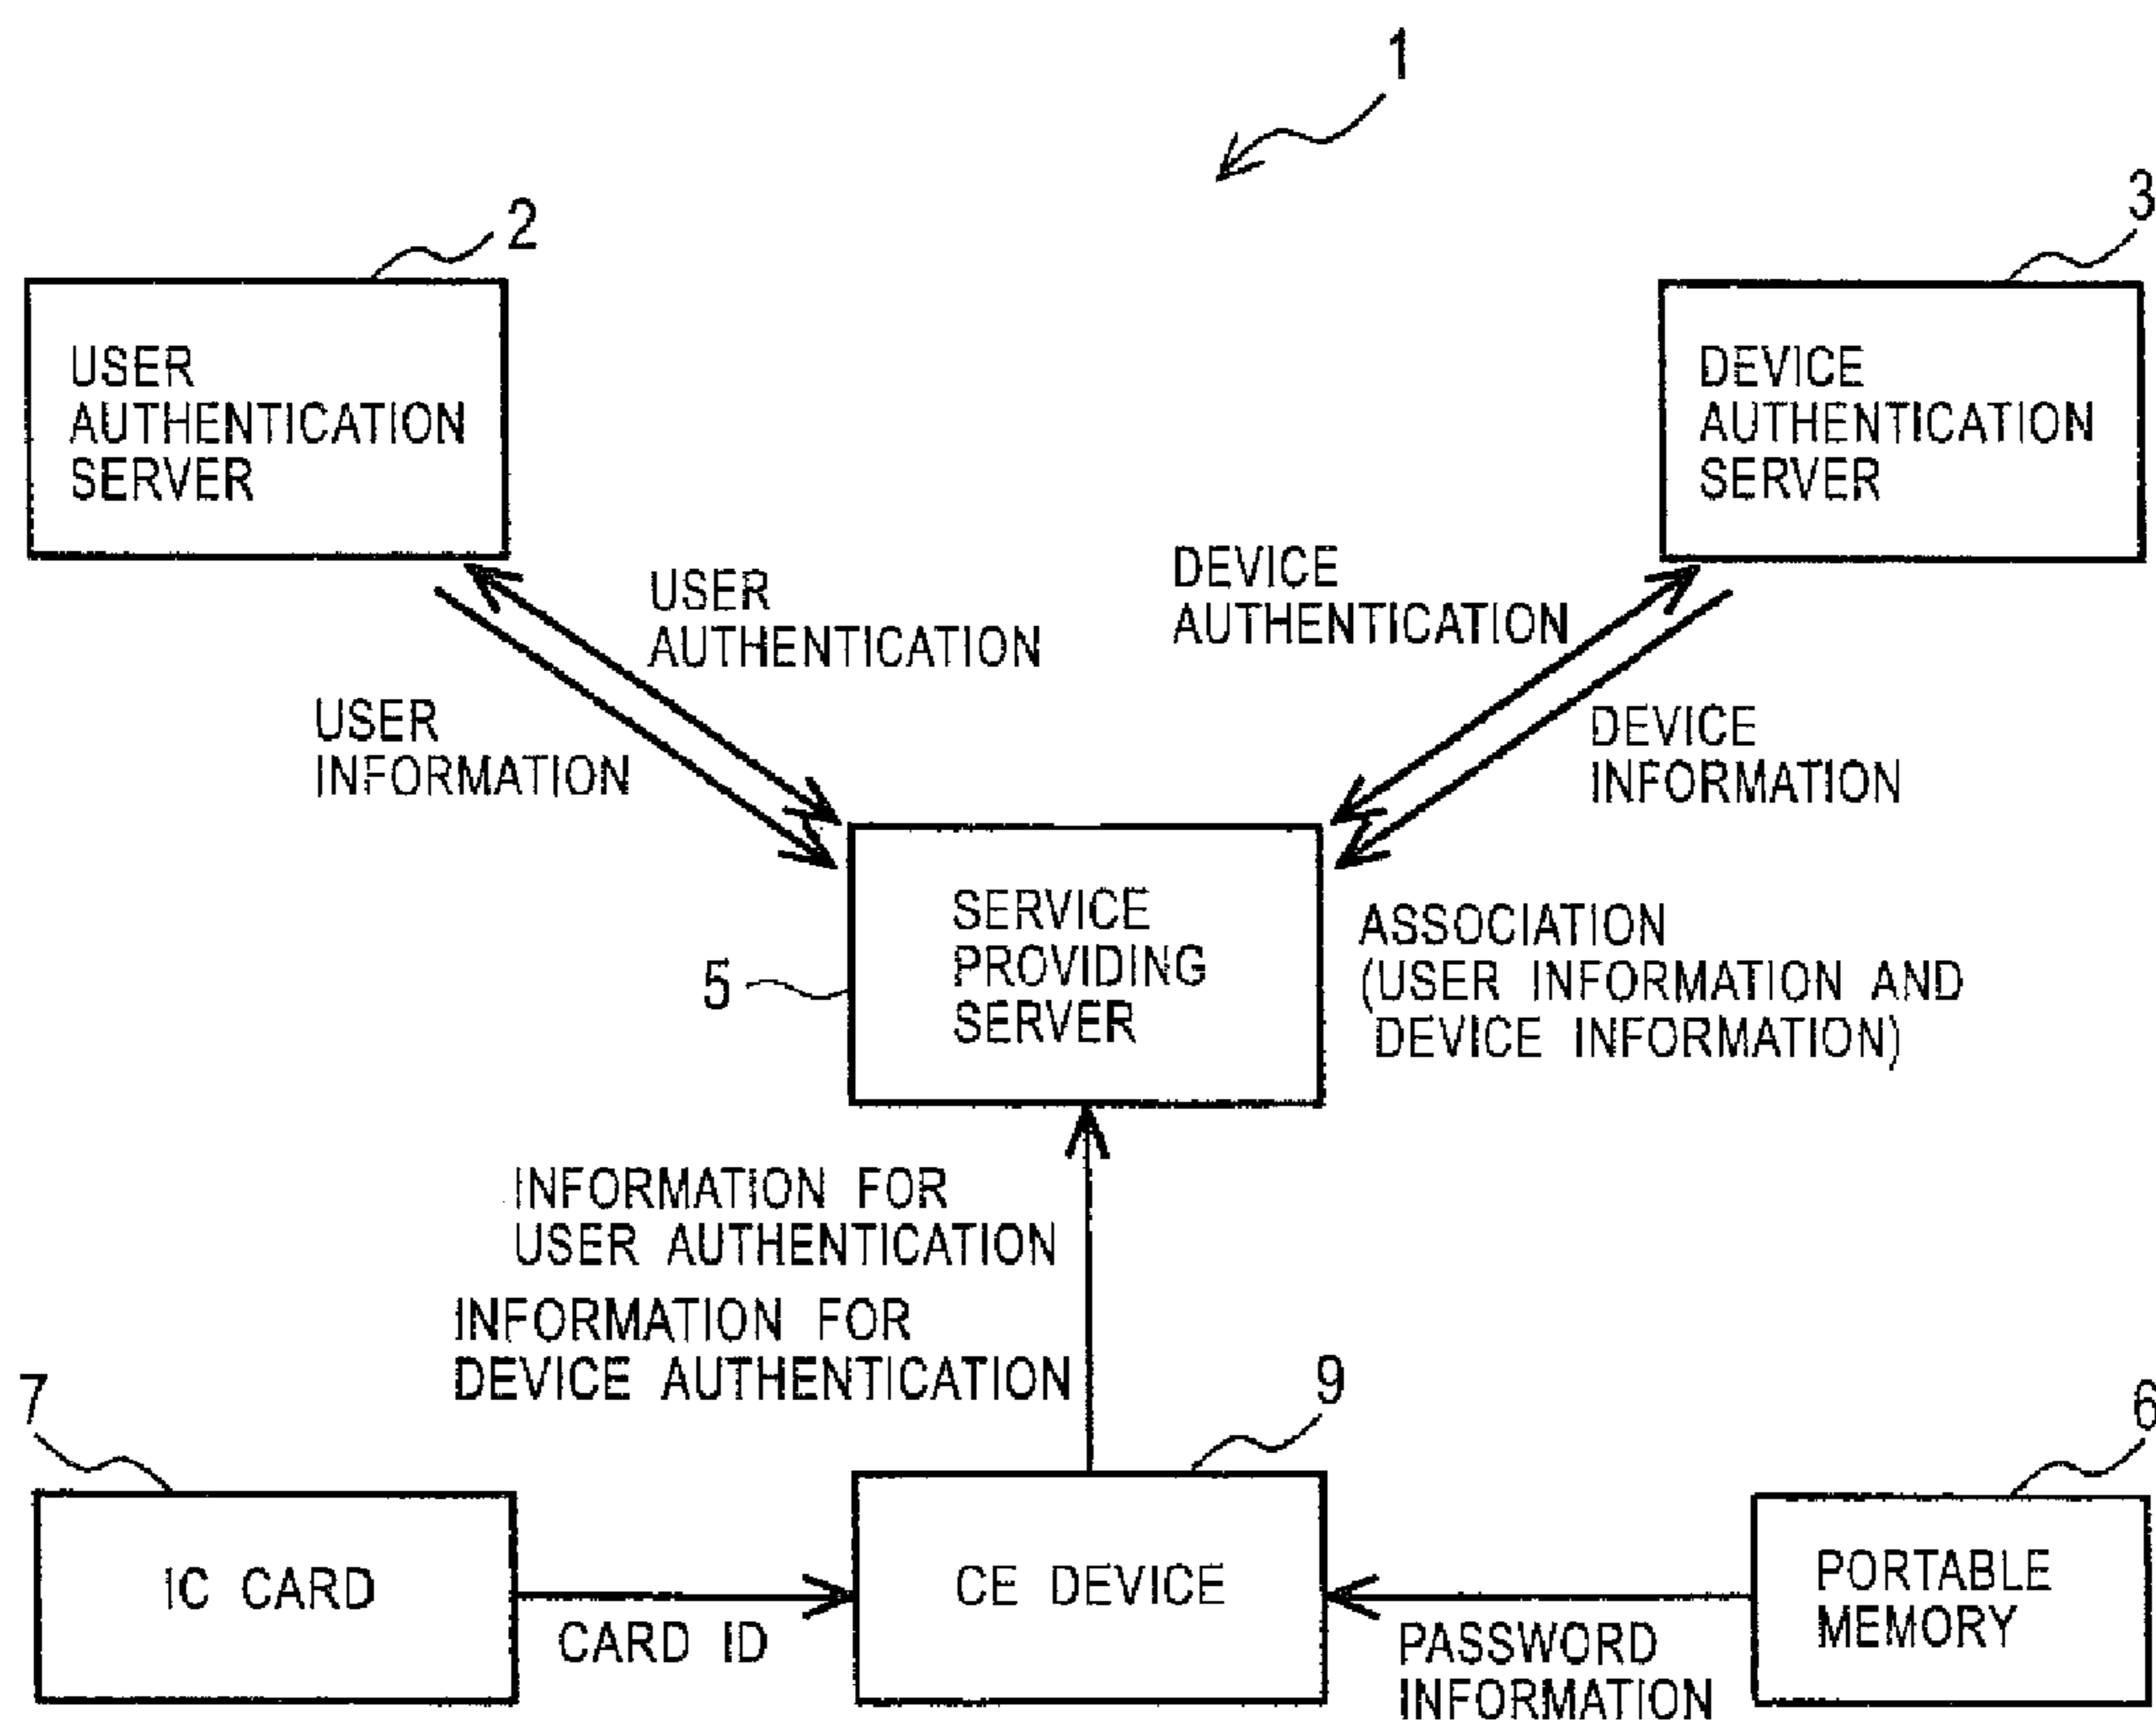 1
2
3
USER
AUTHENTICATION
SERVER
DEVICE
AUTHENTICATION
SERVER
USER
AUTHENTICATION
DEVICE
AUTHENTICATION
USER
INFORMATION
DEVICE
INFORMATION
SERVICE
PROVIDING
SERVER
5
ASSOCIATION
(USER INFORMATION AND
DEVICE INFORMATION)
INFORMATION FOR
USER AUTHENTICATION
INFORMATION FOR
DEVICE AUTHENTICATION
7
9
6
IC CARD
CARD ID
CE DEVICE
PASSWORD
INFORMATION
PORTABLE
MEMORY